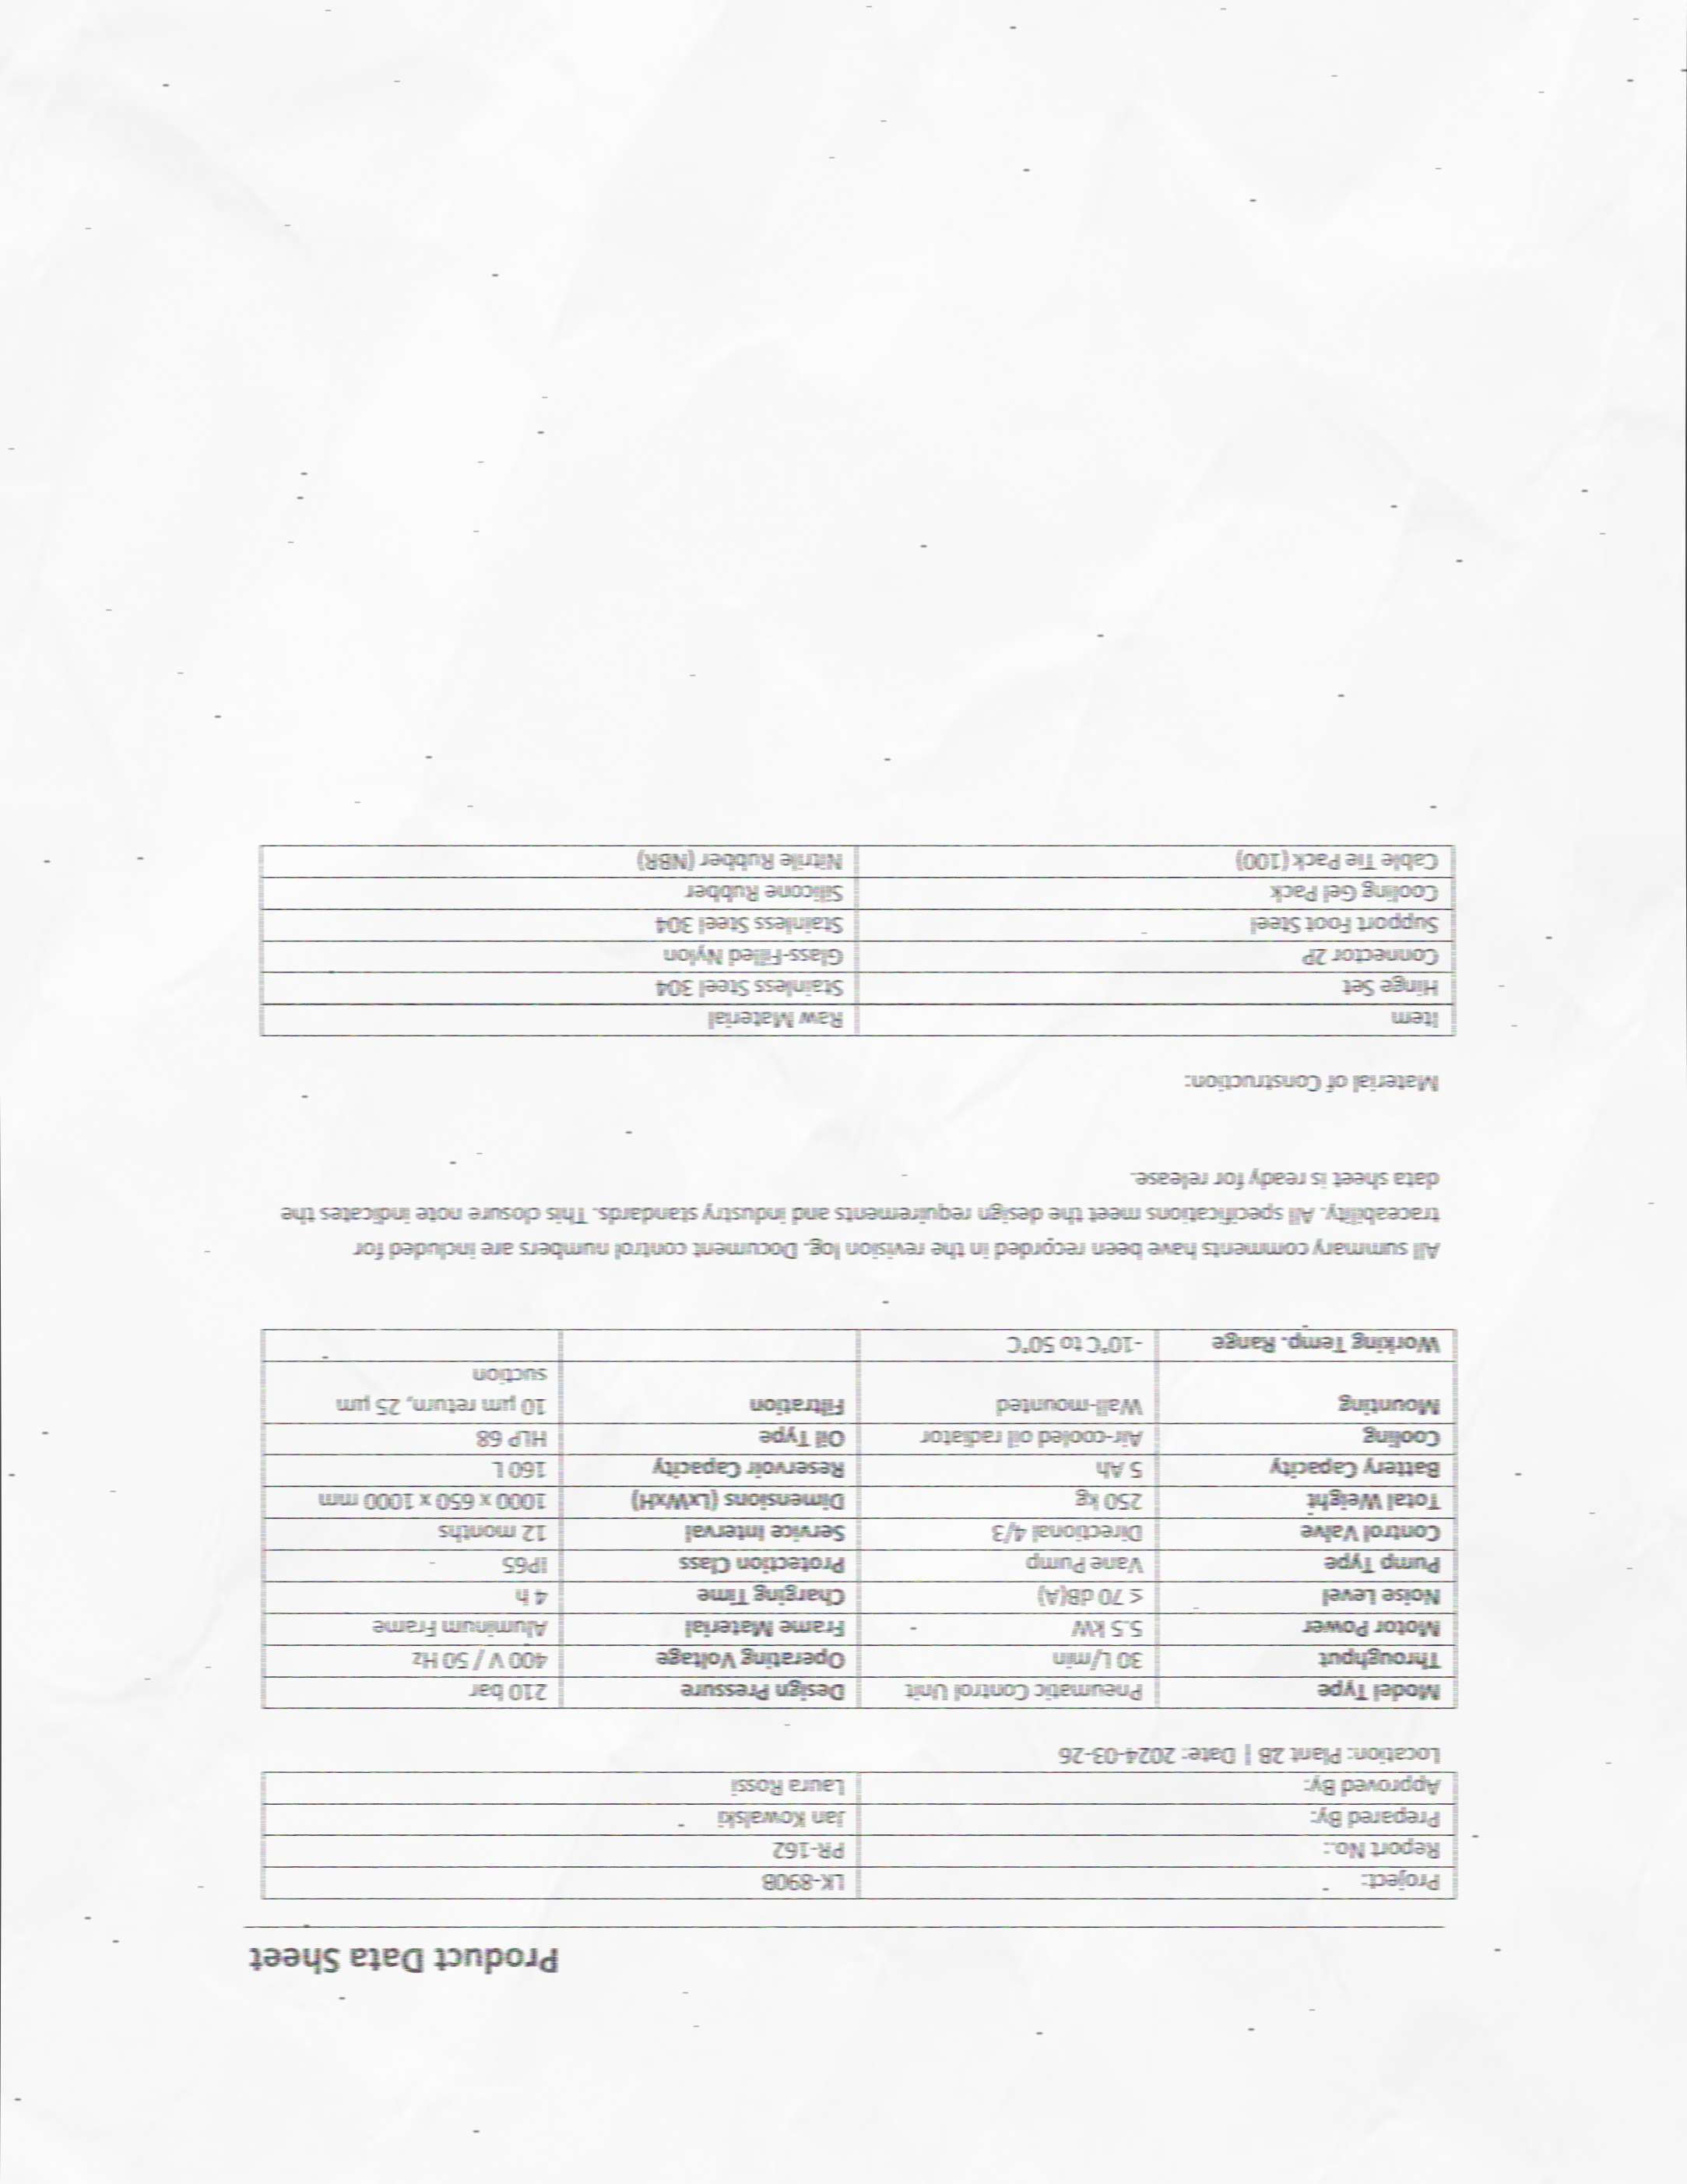 Product Data Sheet
Project: LK-890B
Report No.: PR-162
Prepared By: Jan Kowalski
Approved By: Laura Rossi
Location: Plant 2B | Date: 2024-03-26
Model Type Pneumatic Control Unit Design Pressure 210 bar
Throughput 30 L/min Operating Voltage 400 V / 50 Hz
Motor Power 5.5 kW Frame Material Aluminum Frame
Noise Level ≤ 70 dB(A) Charging Time 4 h
Pump Type Vane Pump Protection Class IP65
Control Valve Directional 4/3 Service Interval 12 months
Total Weight 250 kg Dimensions (LxWxH) 1000 x 650 x 1000 mm
Battery Capacity 5 Ah Reservoir Capacity 160 L
Cooling Air-cooled oil radiator Oil Type HLP 68
Mounting Wall-mounted Filtration 10 µm return, 25 µm
suction
Working Temp. Range -10°C to 50°C
All summary comments have been recorded in the revision log. Document control numbers are included for
traceability. All specifications meet the design requirements and industry standards. This closure note indicates the
data sheet is ready for release.
Material of Construction:
Item Raw Material
Hinge Set Stainless Steel 304
Connector 2P Glass-Filled Nylon
Support Foot Steel Stainless Steel 304
Cooling Gel Pack Silicone Rubber
Cable Tie Pack (100) Nitrile Rubber (NBR)